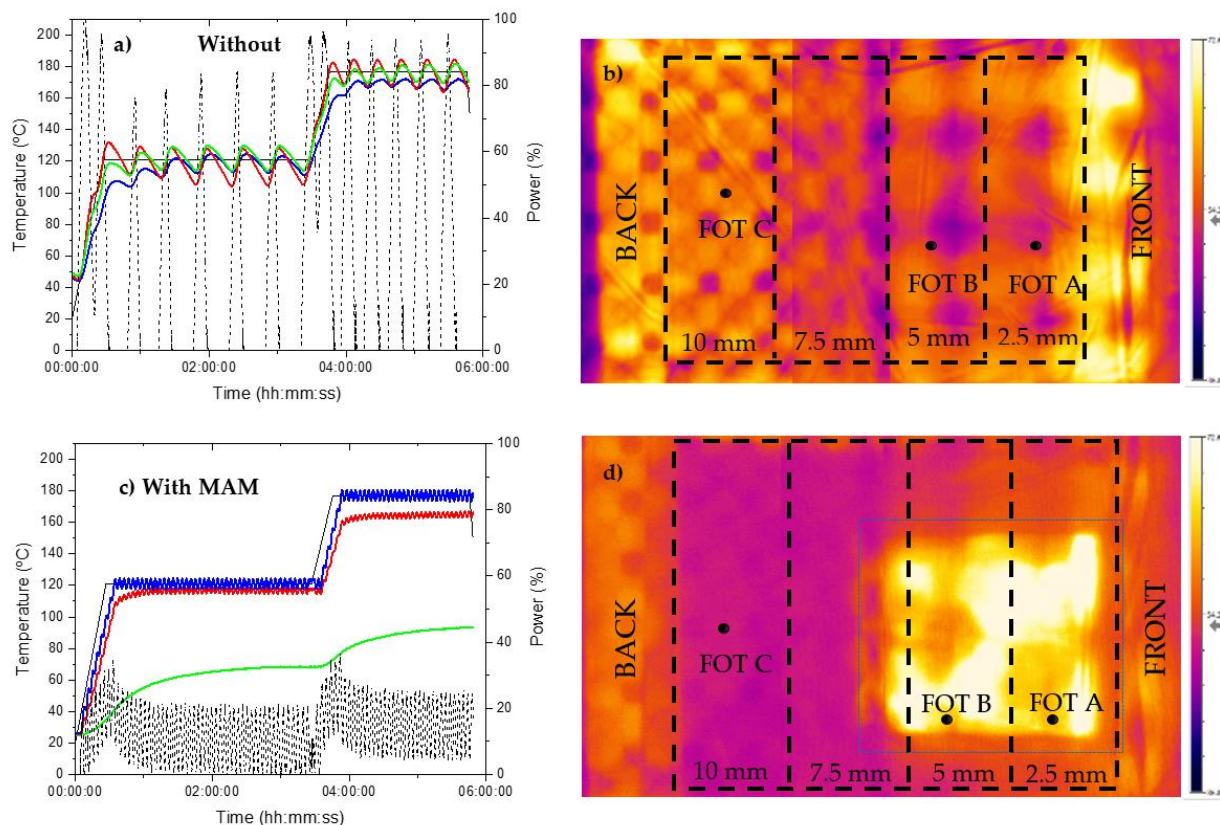 a) Without
200
180
160
140
120
100
80
60
40
20
0
Temperature (ºC)
100
80
60
40
20
0
Power (%)
00:00:00 02:00:00 04:00:00 06:00:00
Time (hh:mm:ss)
b)
BACK
FOT C
FOT B
FOT A
10 mm 7.5 mm 5 mm 2.5 mm
FRONT
c) With MAM
200
180
160
140
120
100
80
60
40
20
0
Temperature (ºC)
100
80
60
40
20
0
Power (%)
00:00:00 02:00:00 04:00:00 06:00:00
Time (hh:mm:ss)
d)
BACK
FOT C
FOT B
FOT A
10 mm 7.5 mm 5 mm 2.5 mm
FRONT